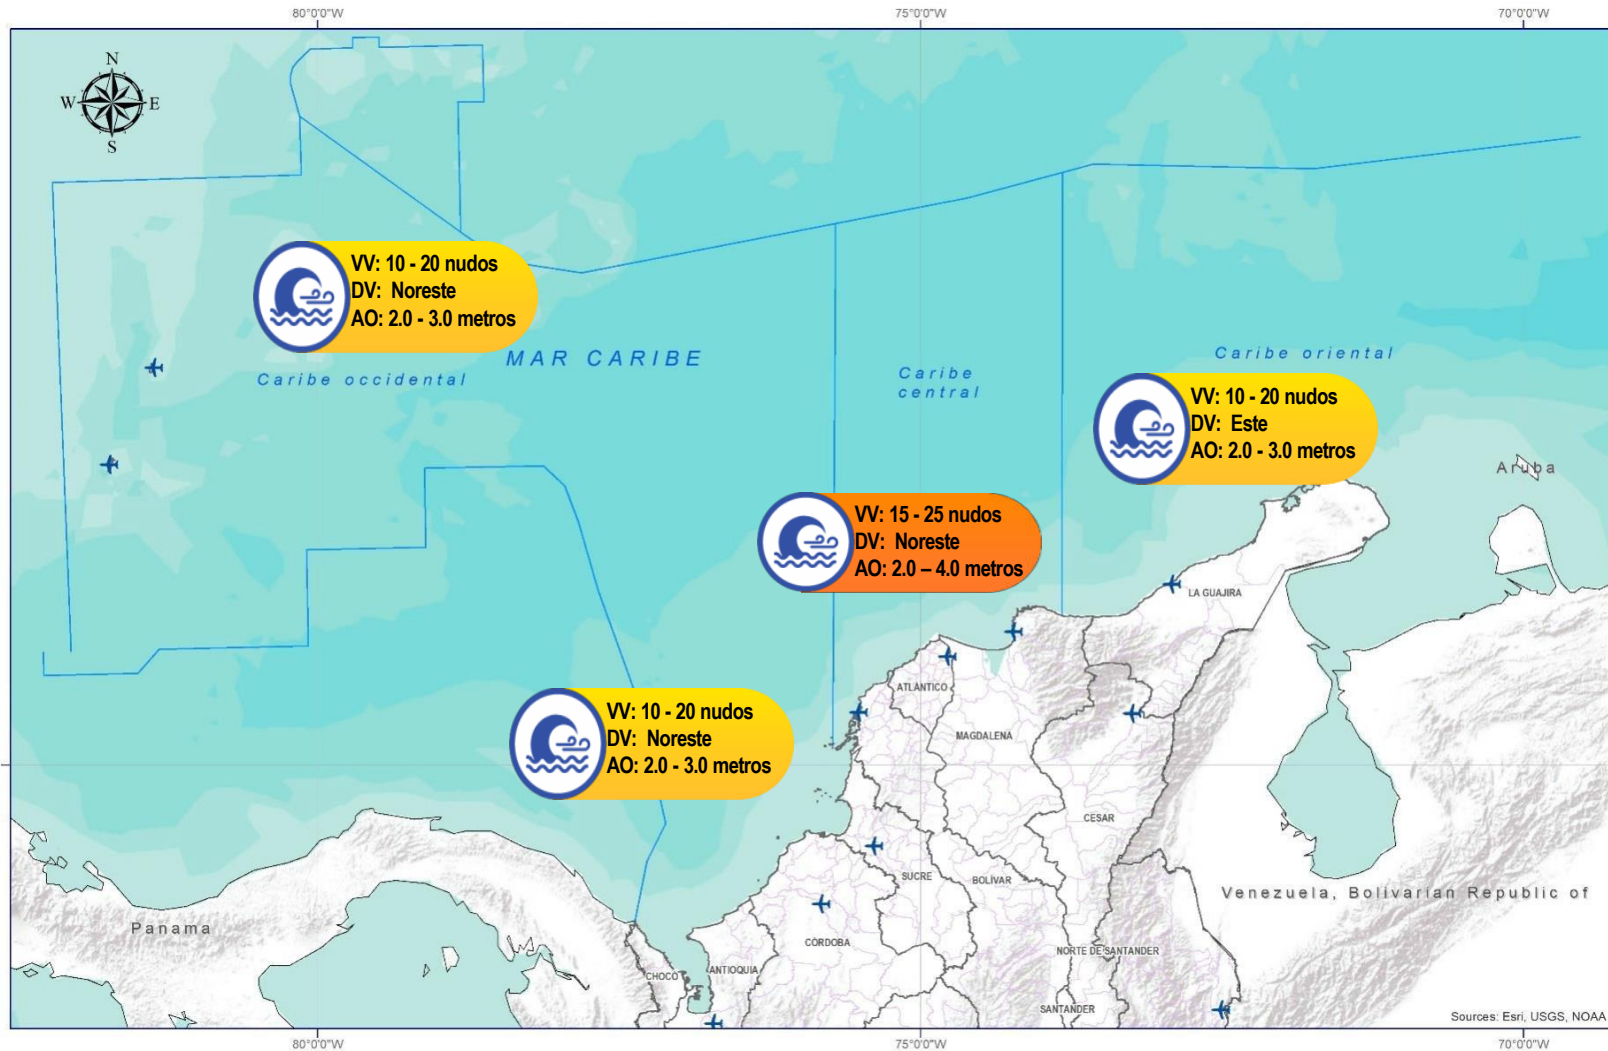 80°0'0"W
75°0'0"W
70°0'0"W
N
W
E
S
VV: 10 - 20 nudos
DV: Noreste
AO: 2.0 - 3.0 metros
MAR CARIBE
Caribe occidental
Caribe
central
Caribe oriental
VV: 10 - 20 nudos
DV: Este
AO: 2.0 - 3.0 metros
Aruba
VV: 15 - 25 nudos
DV: Noreste
AO: 2.0 – 4.0 metros
LA GUAJIRA
ATLÁNTICO
VV: 10 - 20 nudos
DV: Noreste
AO: 2.0 - 3.0 metros
MAGDALENA
CESAR
SUCRE
BOLÍVAR
Venezuela, Bolivarian Republic of
Panama
CÓRDOBA
NORTE DE SANTANDER
CHOCÓ
ANTIOQUIA
SANTANDER
Sources: Esri, USGS, NOAA
80°0'0"W
75°0'0"W
70°0'0"W